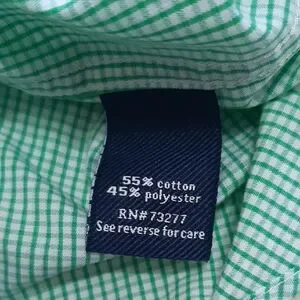 55% cotton
45% polyester
RN#73277
See reverse for care